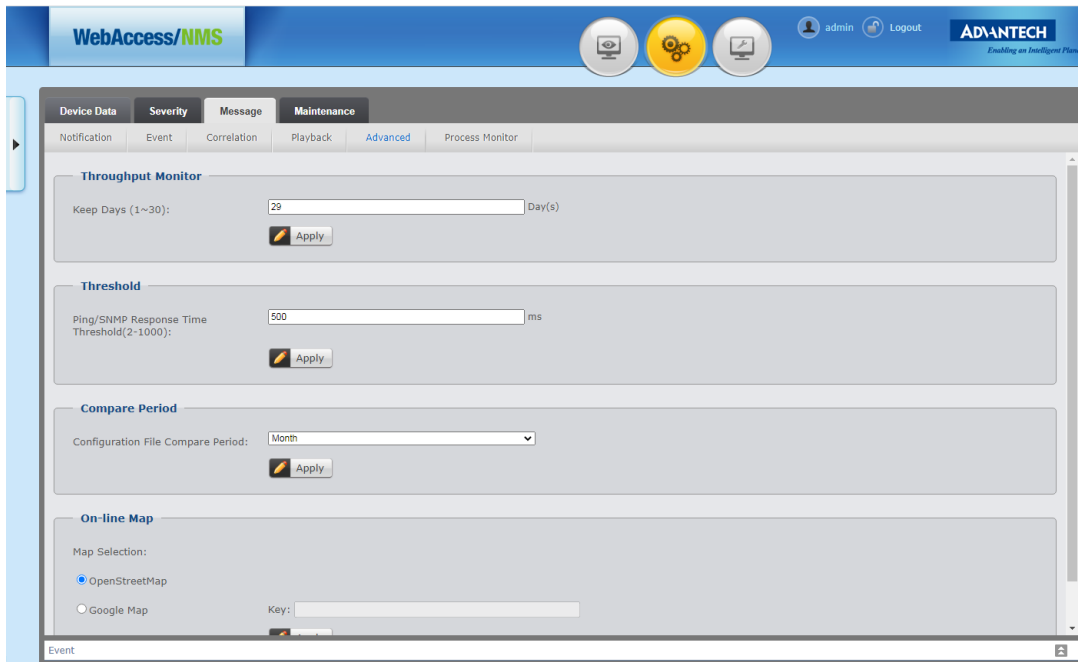 WebAccess/NMS
admin
Logout
ADVANTECH
Enabling an Intelligent
Device Data
Severity
Message
Maintenance
Notification
Event
Correlation
Playback
Advanced
Process Monitor
Throughput Monitor
Keep Days (1~30):
29
Day(s)
Apply
Threshold
Ping/SNMP Response Time
Threshold(2-1000):
500
ms
Apply
Compare Period
Configuration File Compare Period:
Month
Apply
On-line Map
Map Selection:
OpenStreetMap
Google Map
Key:
Event